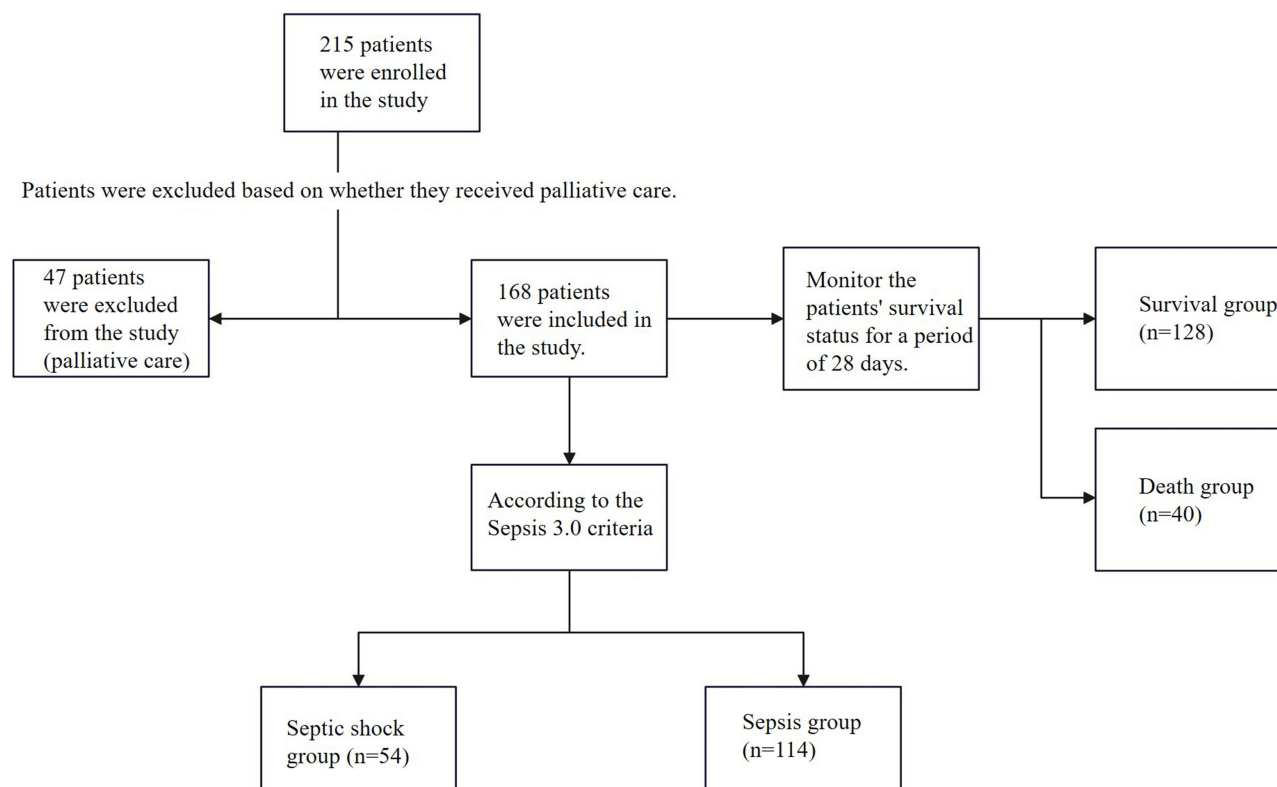 215 patients
were enrolled
in the study
Patients were excluded based on whether they received palliative care.
47 patients
were excluded
from the study
(palliative care)
168 patients
were included in
the study.
Monitor the
patients' survival
status for a period
of 28 days.
Survival group
(n=128)
Death group
(n=40)
According to the
Sepsis 3.0 criteria
Septic shock
group (n=54)
Sepsis group
(n=114)